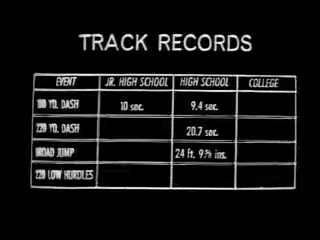 TRACK RECORDS
EVENT JR. HIGH SCHOOL HIGH SCHOOL COLLEGE
100 YD. DASH 10 sec. 9.4 sec.
220 YD. DASH 20.7 sec.
BROAD JUMP 24 ft. 9¾ ins.
220 LOW HURDLES